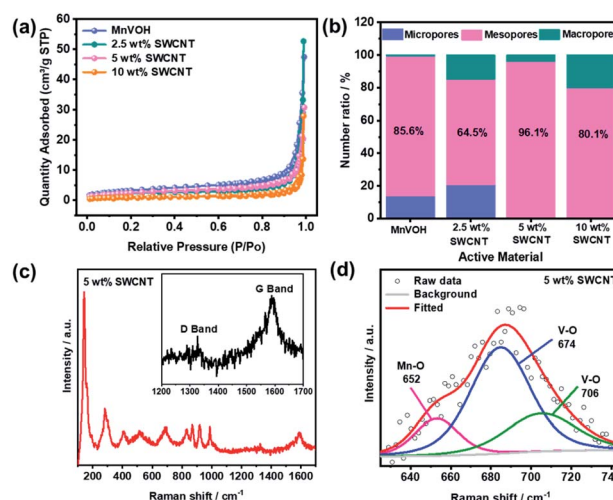 (a)
MnVOH
2.5 wt% SWCNT
5 wt% SWCNT
10 wt% SWCNT
Quantity Adsorbed (cm³/g STP)
60
50
40
30
20
10
0
0.0 0.2 0.4 0.6 0.8 1.0
Relative Pressure (P/Po)
(b)
Micropores Mesopores Macropores
Number ratio / %
100
80
60
40
20
0
85.6% 64.5% 96.1% 80.1%
MnVOH 2.5 wt% 5 wt% 10 wt%
SWCNT SWCNT SWCNT
Active Material
(c)
5 wt% SWCNT
G Band
D Band
1200 1300 1400 1500 1600 1700
Intensity / a.u.
200 400 600 800 1000 1200 1400 1600
Raman shift / cm⁻¹
(d)
Raw data
Background
Fitted
5 wt% SWCNT
V-O
674
Mn-O
652
V-O
706
Intensity / a.u.
640 660 680 700 720
Raman shift / cm⁻¹